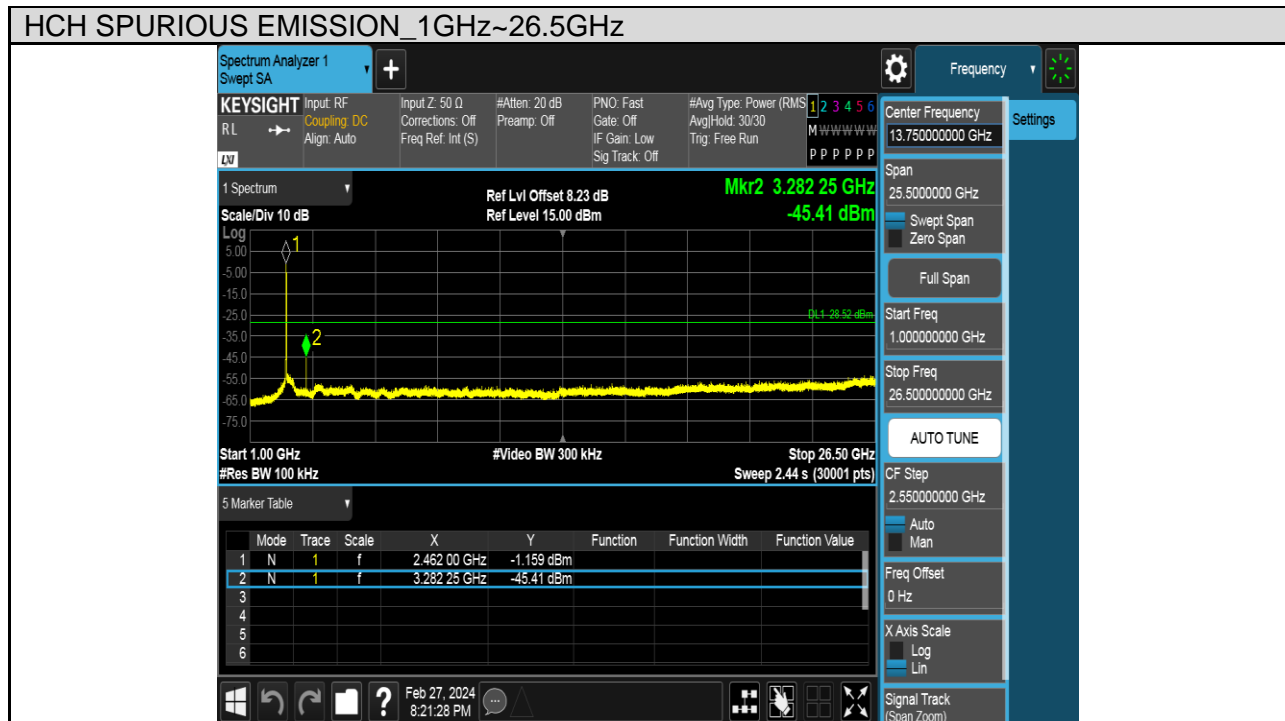 HCH SPURIOUS EMISSION_1GHz~26.5GHz
Spectrum Analyzer 1
Swept SA
+
Frequency
KEYSIGHT
RL
LXI
Input: RF
Coupling: DC
Align: Auto
Input Z: 50 Ω
Corrections: Off
Freq Ref: Int (S)
#Atten: 20 dB
Preamp: Off
PNO: Fast
Gate: Off
IF Gain: Low
Sig Track: Off
#Avg Type: Power (RMS
Avg|Hold: 30/30
Trig: Free Run
1 2 3 4 5 6
M W W W W W
P P P P P P
Center Frequency
13.750000000 GHz
Settings
Span
25.5000000 GHz
Swept Span
Zero Span
Full Span
Start Freq
1.000000000 GHz
Stop Freq
26.500000000 GHz
AUTO TUNE
CF Step
2.550000000 GHz
Auto
Man
Freq Offset
0 Hz
X Axis Scale
Log
Lin
Signal Track
(Span Zoom)
1 Spectrum
Scale/Div 10 dB
Ref Lvl Offset 8.23 dB
Ref Level 15.00 dBm
Mkr2 3.282 25 GHz
-45.41 dBm
Log
5.00
-5.00
-15.0
-25.0
-35.0
-45.0
-55.0
-65.0
-75.0
1
2
DL1 -28.52 dBm
Start 1.00 GHz
#Res BW 100 kHz
#Video BW 300 kHz
Stop 26.50 GHz
Sweep 2.44 s (30001 pts)
5 Marker Table
Mode Trace Scale X Y Function Function Width Function Value
1 N 1 f 2.462 00 GHz -1.159 dBm
2 N 1 f 3.282 25 GHz -45.41 dBm
3
4
5
6
?
Feb 27, 2024
8:21:28 PM